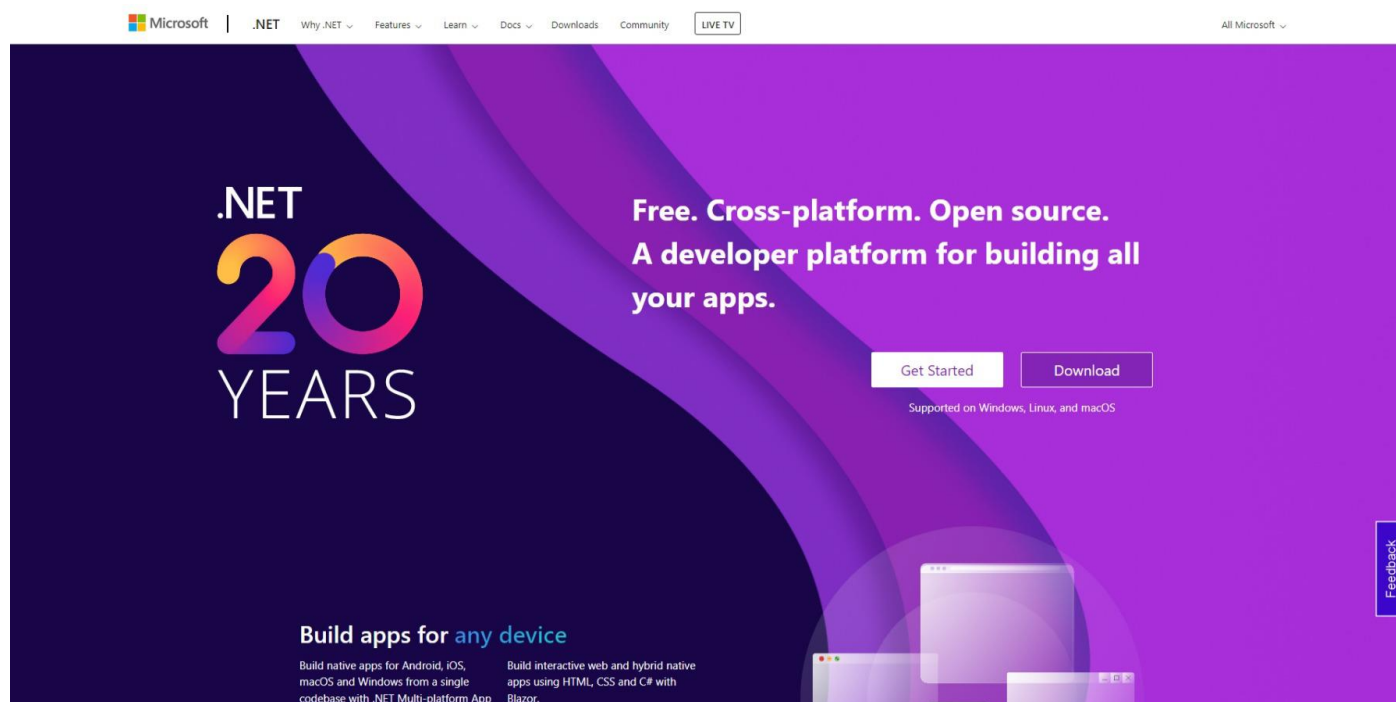 Microsoft .NET Why .NET Features Learn Docs Downloads Community LIVE TV All Microsoft
.NET
20
YEARS
Free. Cross-platform. Open source.
A developer platform for building all
your apps.
Get Started Download
Supported on Windows, Linux, and macOS
Feedback
Build apps for any device
Build native apps for Android, iOS,
macOS and Windows from a single
codebase with .NET Multi-platform App
Build interactive web and hybrid native
apps using HTML, CSS and C# with
Blazor.